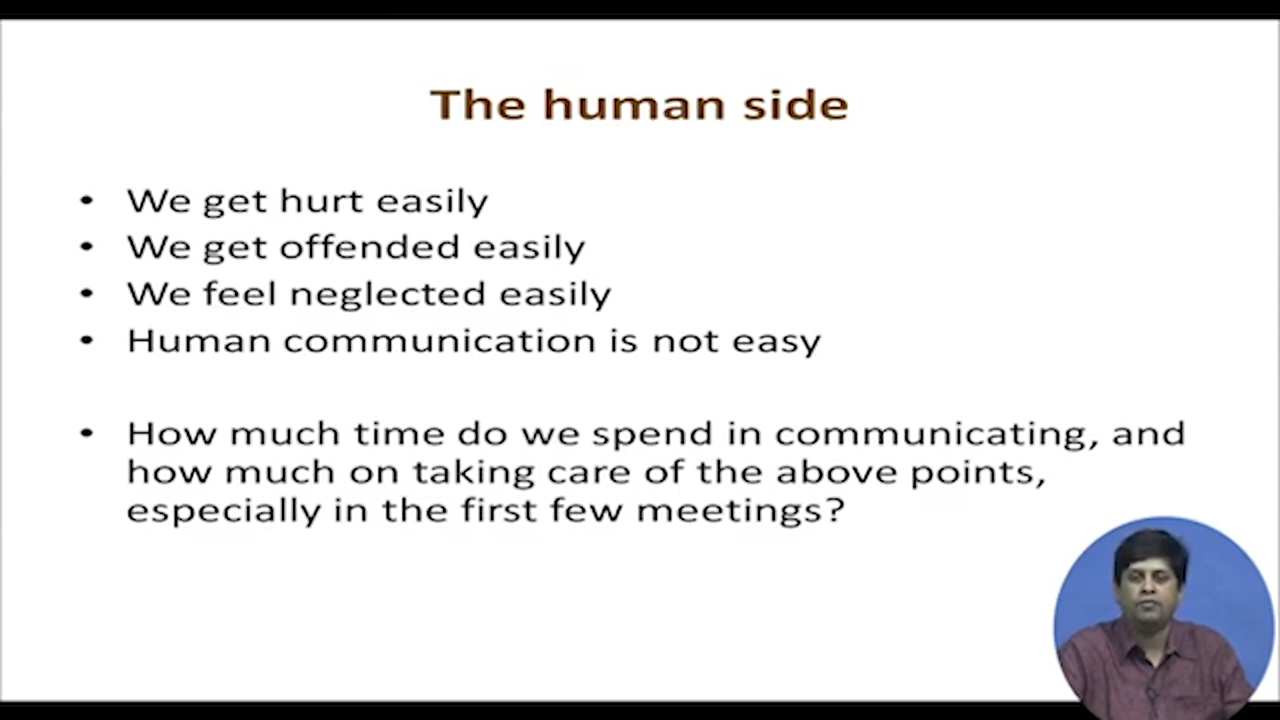 The human side
• We get hurt easily
• We get offended easily
• We feel neglected easily
• Human communication is not easy
• How much time do we spend in communicating, and
how much on taking care of the above points,
especially in the first few meetings?